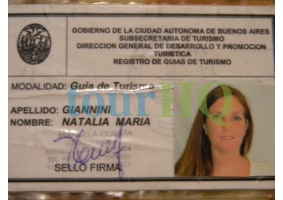 GOBIERNO DE LA CIUDAD AUTONOMA DE BUENOS AIRES
SUBSECRETARIA DE TURISMO
DIRECCION GENERAL DE DESARROLLO Y PROMOCION
TURISTICA
REGISTRO DE GUIAS DE TURISMO
MODALIDAD: Guia de Turismo
APELLIDO: GIANNINI
NOMBRE: NATALIA MARIA
SELLO FIRMA